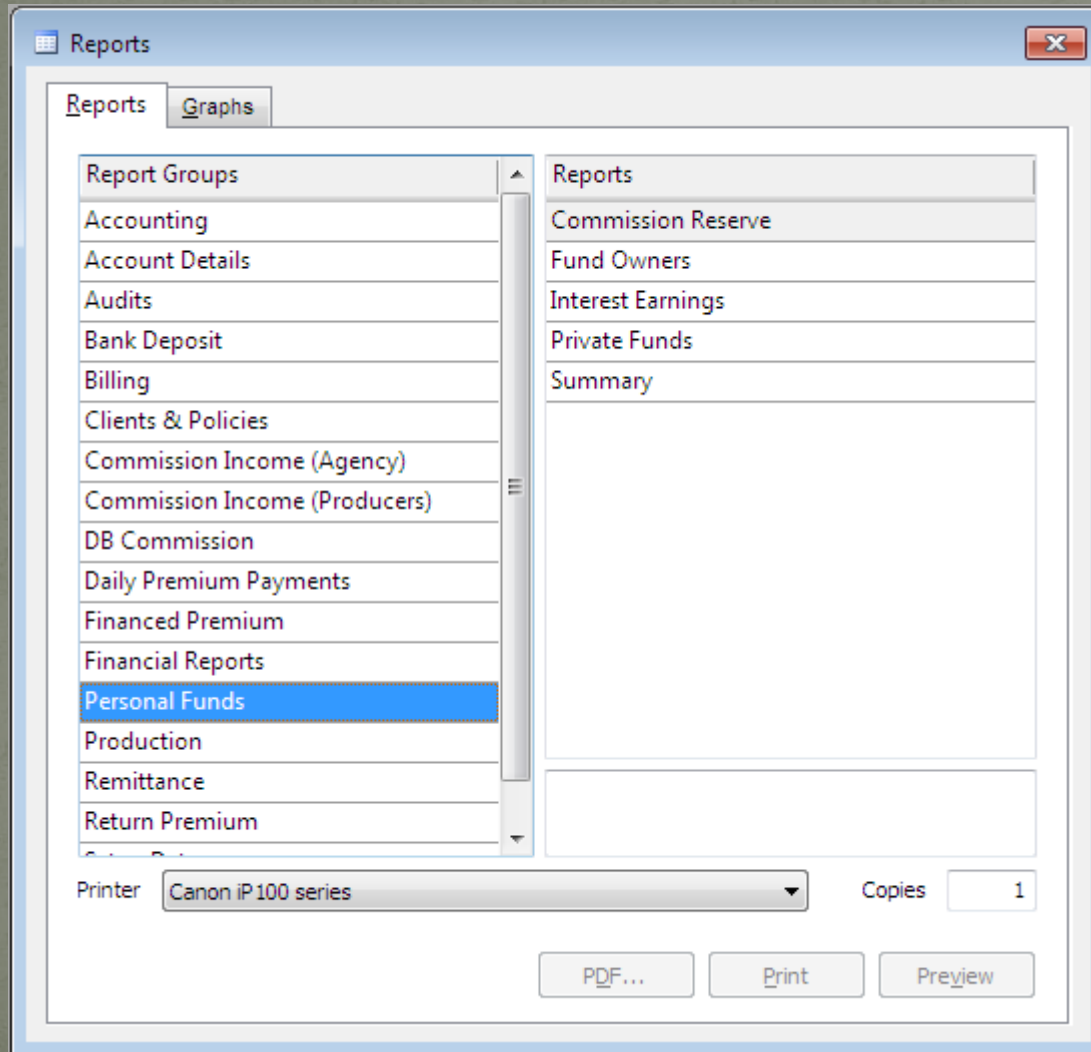 Reports
Reports Graphs
Report Groups
Accounting
Account Details
Audits
Bank Deposit
Billing
Clients & Policies
Commission Income (Agency)
Commission Income (Producers)
DB Commission
Daily Premium Payments
Financed Premium
Financial Reports
Personal Funds
Production
Remittance
Return Premium
Reports
Commission Reserve
Fund Owners
Interest Earnings
Private Funds
Summary
Printer Canon iP100 series Copies 1
PDF... Print Preview